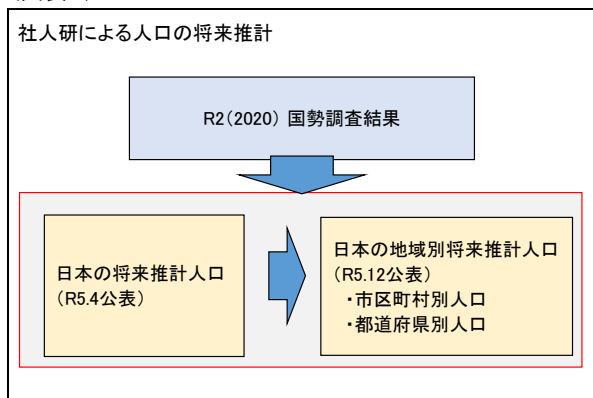 社人研による人口の将来推計
R2(2020) 国勢調査結果
日本の将来推計人口
(R5.4公表)
日本の地域別将来推計人口
(R5.12公表)
・市区町村別人口
・都道府県別人口